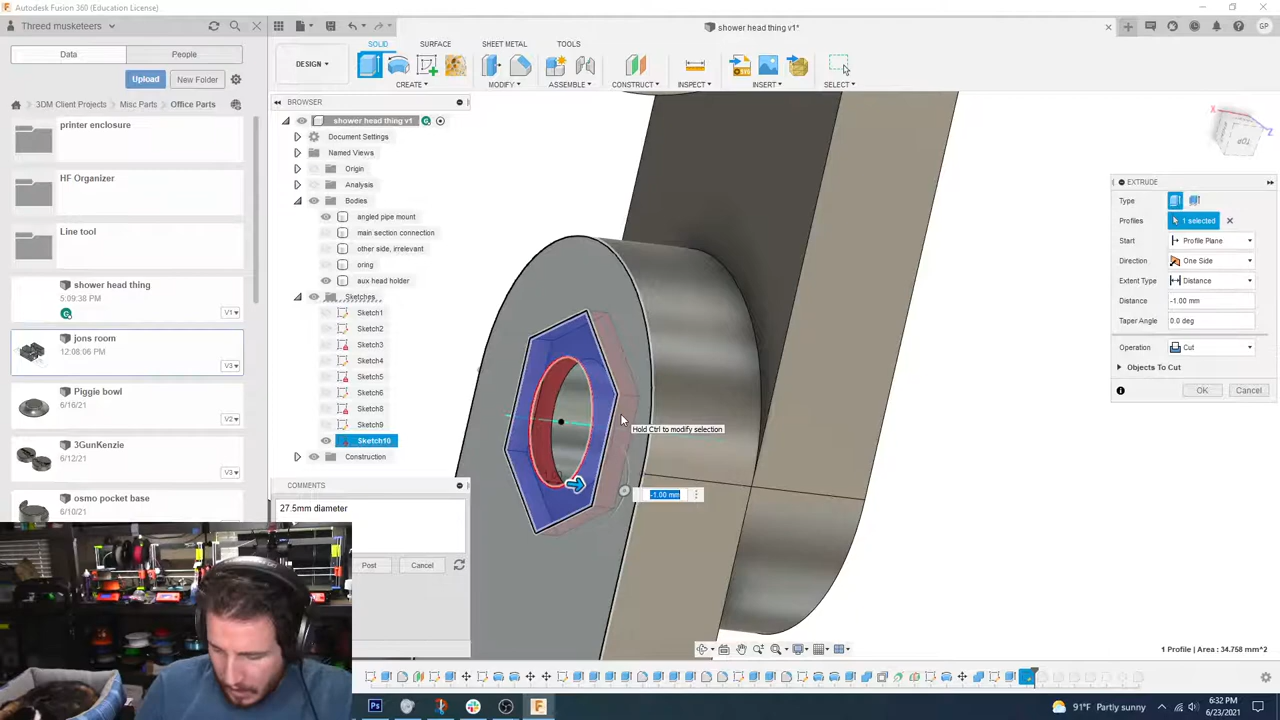 Autodesk Fusion 360 (Education License)
Threed musketeers
shower head thing v1*
Data
People
SOLID
SURFACE
SHEET METAL
TOOLS
DESIGN
CREATE
MODIFY
ASSEMBLE
CONSTRUCT
INSPECT
INSERT
SELECT
Upload
New Folder
3DM Client Projects
Misc Parts
Office Parts
printer enclosure
HF Organizer
Line tool
shower head thing
5:09:38 PM
V1
jons room
12:08:06 PM
V3
Piggie bowl
6/16/21
V2
3GunKenzie
6/12/21
V3
osmo pocket base
6/10/21
BROWSER
shower head thing v1
Document Settings
Named Views
Origin
Analysis
Bodies
angled pipe mount
main section connection
other side, irrelevant
oring
aux head holder
Sketches
Sketch1
Sketch2
Sketch3
Sketch4
Sketch5
Sketch6
Sketch8
Sketch9
Sketch10
Construction
COMMENTS
27.5mm diameter
Post
Cancel
Hold Ctrl to modify selection
-1.00 mm
TOP
X
Z
EXTRUDE
Type
Profiles
1 selected
Start
Profile Plane
Direction
One Side
Extent Type
Distance
Distance
-1.00 mm
Taper Angle
0.0 deg
Operation
Cut
Objects To Cut
OK
Cancel
1 Profile | Area : 34.758 mm^2
91°F Partly sunny
6:32 PM
6/23/2021